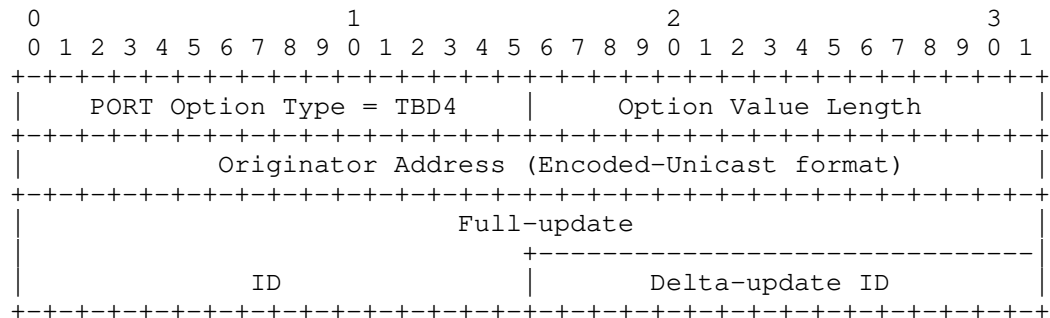 0                   1                   2                   3
 0 1 2 3 4 5 6 7 8 9 0 1 2 3 4 5 6 7 8 9 0 1 2 3 4 5 6 7 8 9 0 1
+-+-+-+-+-+-+-+-+-+-+-+-+-+-+-+-+-+-+-+-+-+-+-+-+-+-+-+-+-+-+-+-+
|    PORT Option Type = TBD4    |     Option Value Length       |
+-+-+-+-+-+-+-+-+-+-+-+-+-+-+-+-+-+-+-+-+-+-+-+-+-+-+-+-+-+-+-+-+
|            Originator Address (Encoded-Unicast format)        |
+-+-+-+-+-+-+-+-+-+-+-+-+-+-+-+-+-+-+-+-+-+-+-+-+-+-+-+-+-+-+-+-+
|                           Full-update                         |
|                               +-------------------------------|
|              ID               |       Delta-update ID         |
+-+-+-+-+-+-+-+-+-+-+-+-+-+-+-+-+-+-+-+-+-+-+-+-+-+-+-+-+-+-+-+-+